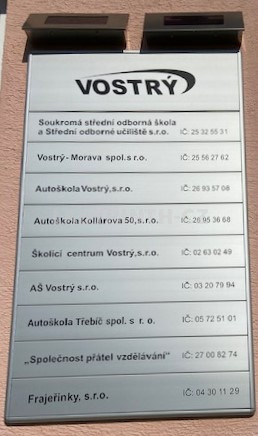 VOSTRÝ
Soukromá střední odborná škola
a Střední odborné učiliště s.r.o. IČ: 25 32 55 31
Vostrý - Morava spol.s r.o. IČ: 25 56 27 62
Autoškola Vostrý, s.r.o. IČ: 26 93 57 08
Autoškola Kollárova 50, s.r.o. IČ: 26 95 36 68
Školící centrum Vostrý, s.r.o. IČ: 02 63 02 49
AŠ Vostrý s.r.o. IČ: 03 20 79 94
Autoškola Třebíč spol. s r. o. IČ: 05 72 51 01
„Společnost přátel vzdělávání" IČ: 27 00 82 74
Frajeřinky, s.r.o. IČ: 04 30 11 29